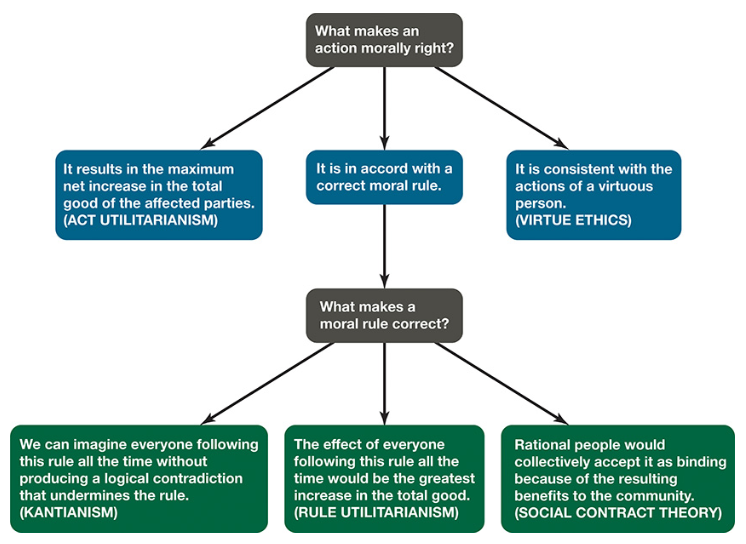 What makes an
action morally right?
It results in the maximum
net increase in the total
good of the affected parties.
(ACT UTILITARIANISM)
It is in accord with a
correct moral rule.
It is consistent with the
actions of a virtuous
person.
(VIRTUE ETHICS)
What makes a
moral rule correct?
We can imagine everyone following
this rule all the time without
producing a logical contradiction
that undermines the rule.
(KANTIANISM)
The effect of everyone
following this rule all the
time would be the greatest
increase in the total good.
(RULE UTILITARIANISM)
Rational people would
collectively accept it as binding
because of the resulting
benefits to the community.
(SOCIAL CONTRACT THEORY)